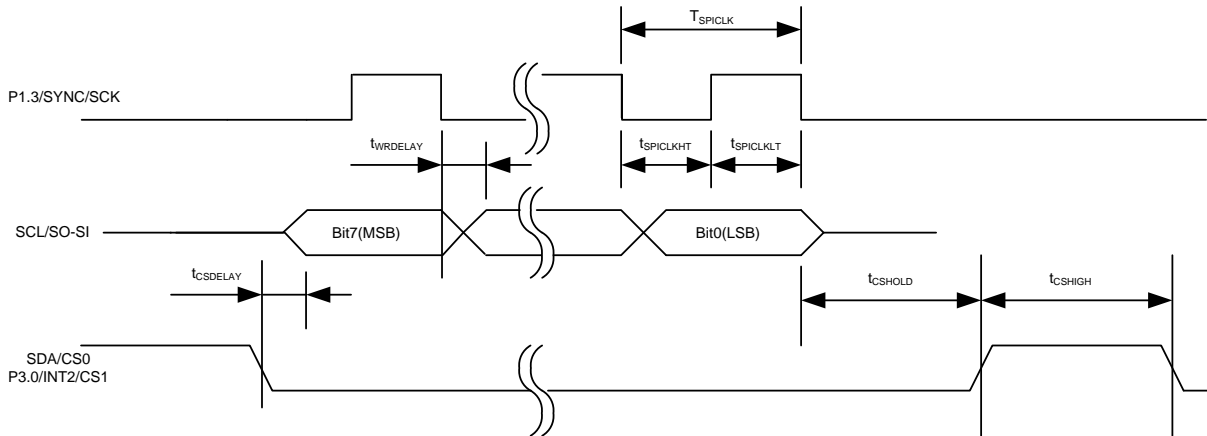 TSPICLK
P1.3/SYNC/SCK
tWRDELAY
tSPICLKHT
tSPICLKLT
SCL/SO-SI
Bit7(MSB)
Bit0(LSB)
tCSDELAY
tCSHOLD
tCSHIGH
SDA/CS0
P3.0/INT2/CS1